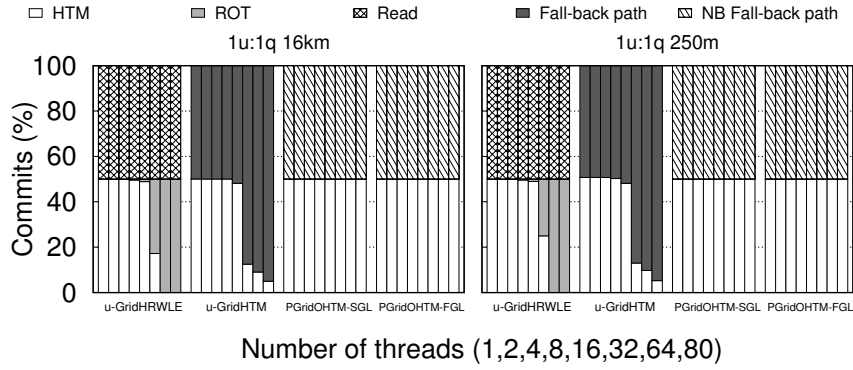 HTM ROT Read Fall-back path NB Fall-back path
1u:1q 16km 1u:1q 250m
100
80
60
40
20
0
Commits (%)
u-GridHRWLE u-GridHTM PGridOHTM-SGL PGridOHTM-FGL u-GridHRWLE u-GridHTM PGridOHTM-SGL PGridOHTM-FGL
Number of threads (1,2,4,8,16,32,64,80)